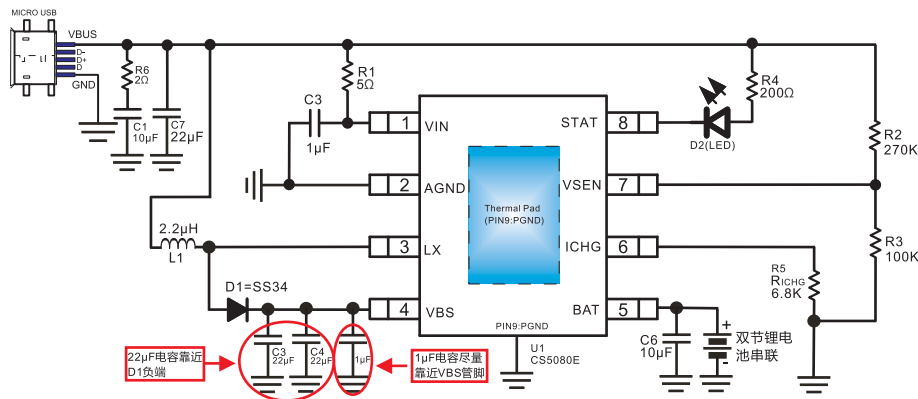 MICRO USB
VBUS
D-
D+
D
GND
R6
2Ω
C1
10μF
C7
22μF
R1
5Ω
C3
1μF
1
VIN
2
AGND
3
LX
4
VBS
STAT
8
VSEN
7
ICHG
6
BAT
5
Thermal Pad
(PIN9:PGND)
PIN9:PGND
U1
CS5080E
D2(LED)
R4
200Ω
R2
270K
R3
100K
R5
RICHG
6.8K
2.2μH
L1
D1=SS34
C3
22μF
C4
22μF
1μF
C6
10μF
+
-
双节锂电
池串联
22μF电容靠近
D1负端
1μF电容尽量
靠近VBS管脚